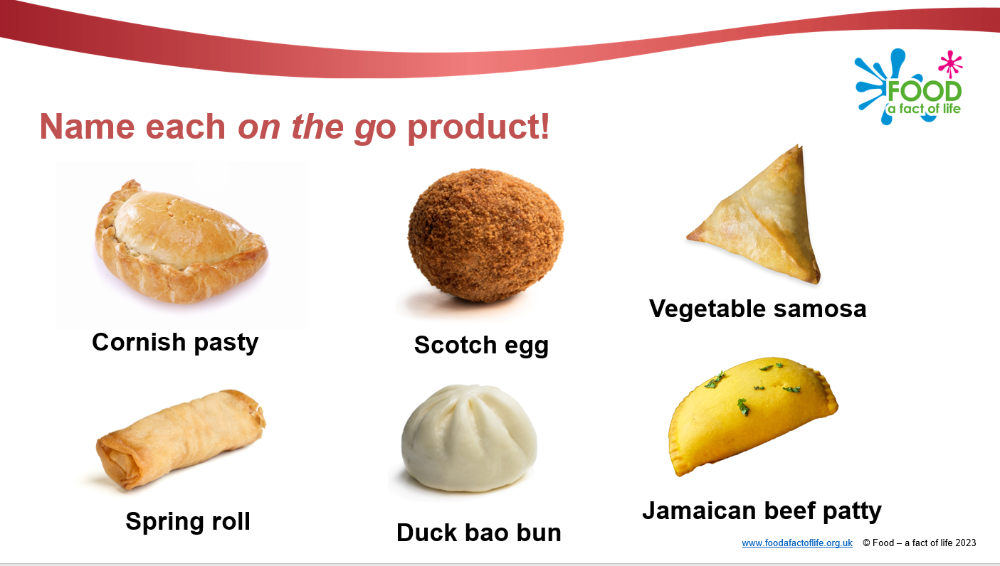 FOOD
a fact of life
Name each on the go product!
Cornish pasty
Scotch egg
Vegetable samosa
Spring roll
Duck bao bun
Jamaican beef patty
www.foodafactoflife.org.uk © Food – a fact of life 2023